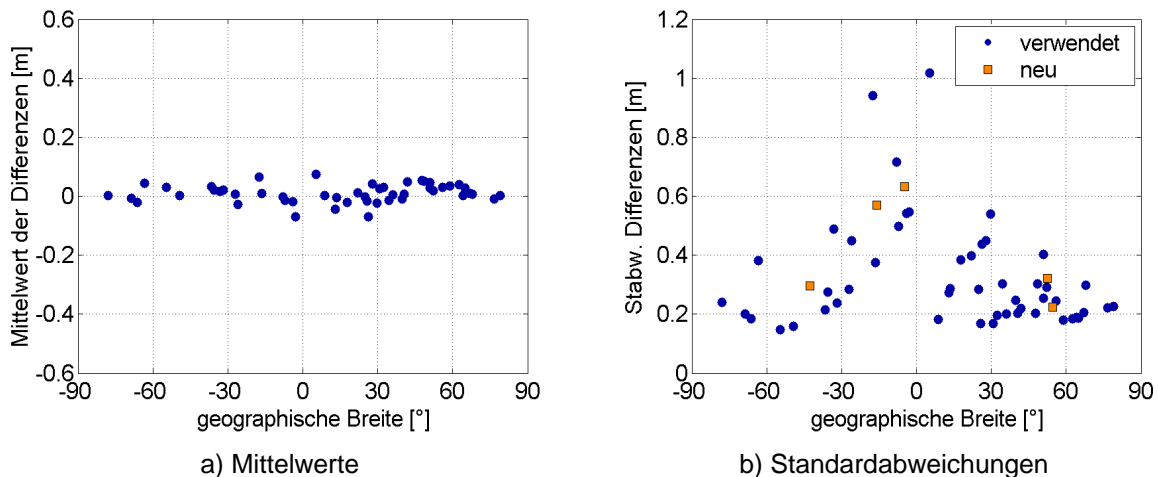 Mittelwert der Differenzen [m]
0.6
0.4
0.2
0
-0.2
-0.4
-0.6
-90 -60 -30 0 30 60 90
geographische Breite [°]
a) Mittelwerte
Stabw. Differenzen [m]
1.2
1
0.8
0.6
0.4
0.2
0
-90 -60 -30 0 30 60 90
geographische Breite [°]
verwendet
neu
b) Standardabweichungen